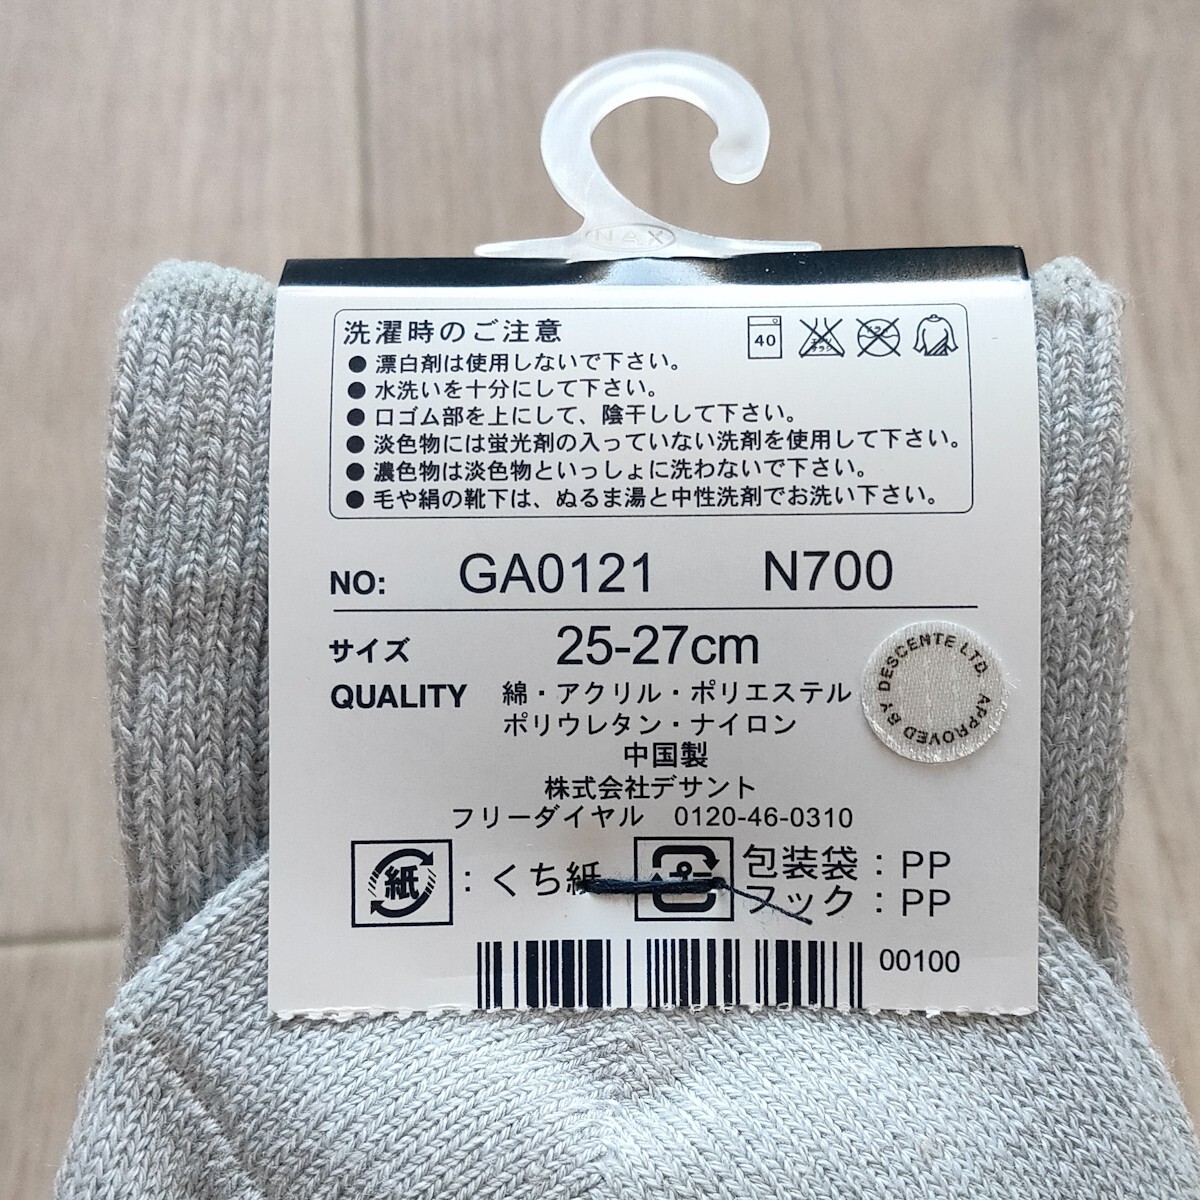 NAX
洗濯時のご注意
40
● 漂白剤は使用しないで下さい。
● 水洗いを十分にして下さい。
● 口ゴム部を上にして、陰干しして下さい。
● 淡色物には蛍光剤の入っていない洗剤を使用して下さい。
● 濃色物は淡色物といっしょに洗わないで下さい。
● 毛や絹の靴下は、ぬるま湯と中性洗剤でお洗い下さい。
NO: GA0121 N700
サイズ 25-27cm
QUALITY 綿・アクリル・ポリエステル
ポリウレタン・ナイロン
中国製
株式会社デサント
フリーダイヤル 0120-46-0310
APPROVED BY DESCENTE LTD.
紙 : くち紙
プラ 包装袋 : PP
フック : PP
00100